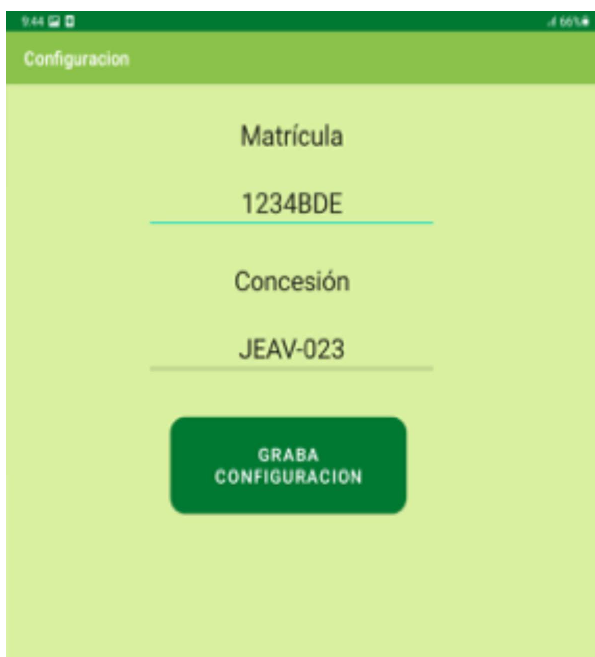 9:44
66%
Configuracion
Matrícula
1234BDE
Concesión
JEAV-023
GRABA
CONFIGURACION